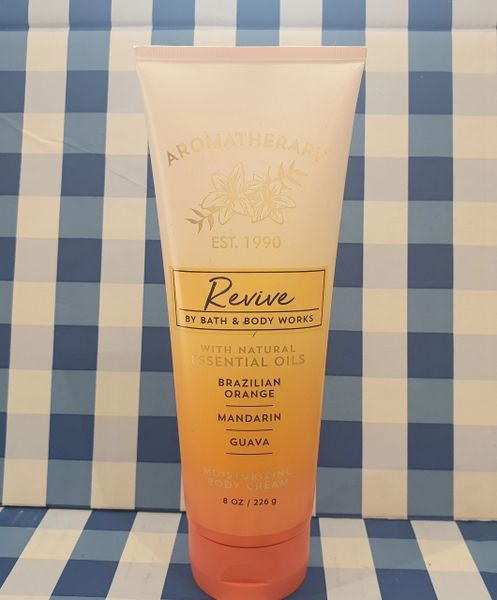 AROMATHERAPY
EST. 1990
Revive
BY BATH & BODY WORKS
WITH NATURAL
ESSENTIAL OILS
BRAZILIAN
ORANGE
MANDARIN
GUAVA
MOISTURIZING
BODY CREAM
8 OZ / 226 g